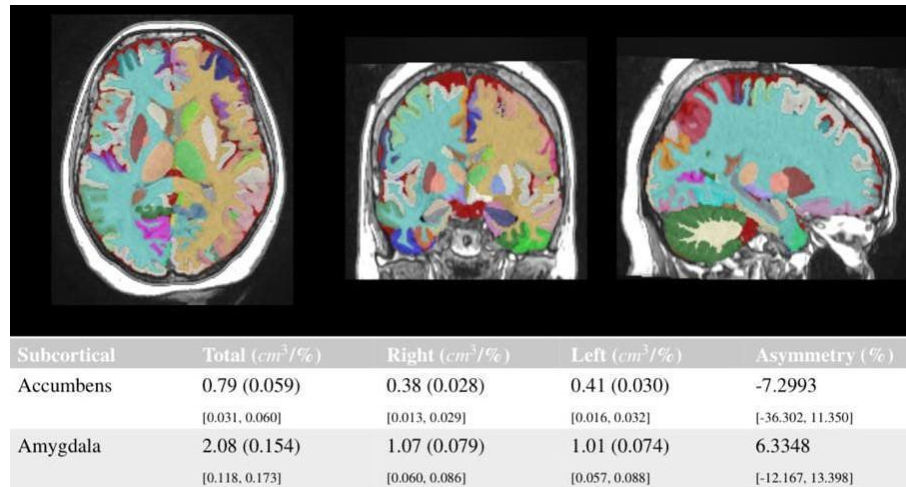 Subcortical Total (cm³/%) Right (cm³/%) Left (cm³/%) Asymmetry (%)
Accumbens 0.79 (0.059) 0.38 (0.028) 0.41 (0.030) -7.2993
[0.031, 0.060] [0.013, 0.029] [0.016, 0.032] [-36.302, 11.350]
Amygdala 2.08 (0.154) 1.07 (0.079) 1.01 (0.074) 6.3348
[0.118, 0.173] [0.060, 0.086] [0.057, 0.088] [-12.167, 13.398]